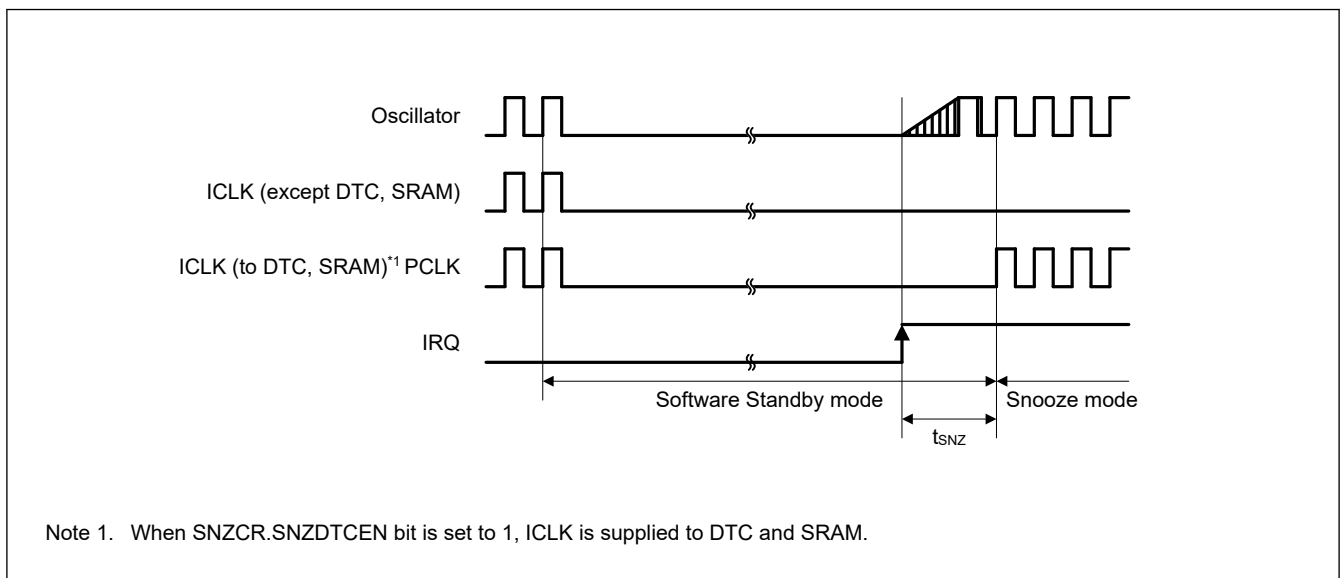 Oscillator
ICLK (except DTC, SRAM)
ICLK (to DTC, SRAM)*1 PCLK
IRQ
Software Standby mode
Snooze mode
tSNZ
Note 1. When SNZCR.SNZDTCEN bit is set to 1, ICLK is supplied to DTC and SRAM.